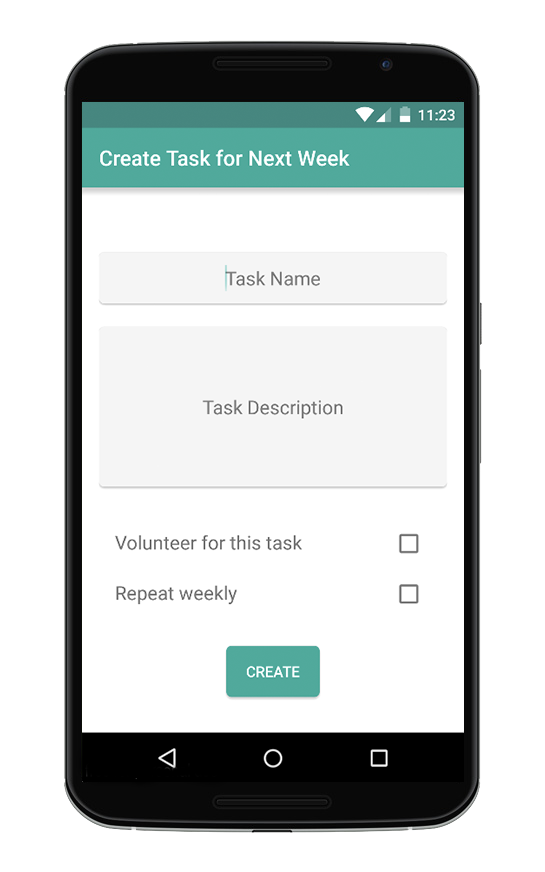 11:23
Create Task for Next Week
Task Name
Task Description
Volunteer for this task
Repeat weekly
CREATE